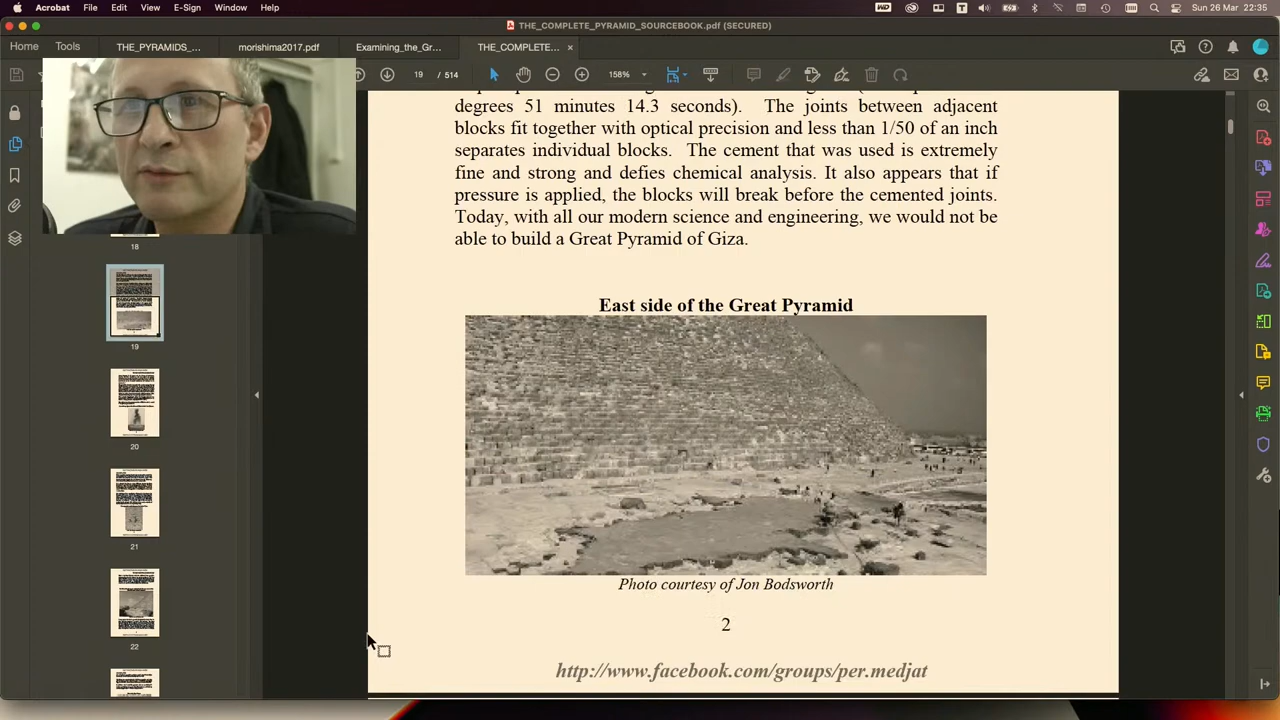 Acrobat File Edit View E-Sign Window Help
Sun 26 Mar 22:35
THE_COMPLETE_PYRAMID_SOURCEBOOK.pdf (SECURED)
Home Tools THE_PYRAMIDS_... morishima2017.pdf Examining_the_Gr... THE_COMPLETE... ×
19 / 514 158%
degrees 51 minutes 14.3 seconds). The joints between adjacent
blocks fit together with optical precision and less than 1/50 of an inch
separates individual blocks. The cement that was used is extremely
fine and strong and defies chemical analysis. It also appears that if
pressure is applied, the blocks will break before the cemented joints.
Today, with all our modern science and engineering, we would not be
able to build a Great Pyramid of Giza.
East side of the Great Pyramid
Photo courtesy of Jon Bodsworth
2
http://www.facebook.com/groups/per.medjat
18
19
20
21
22